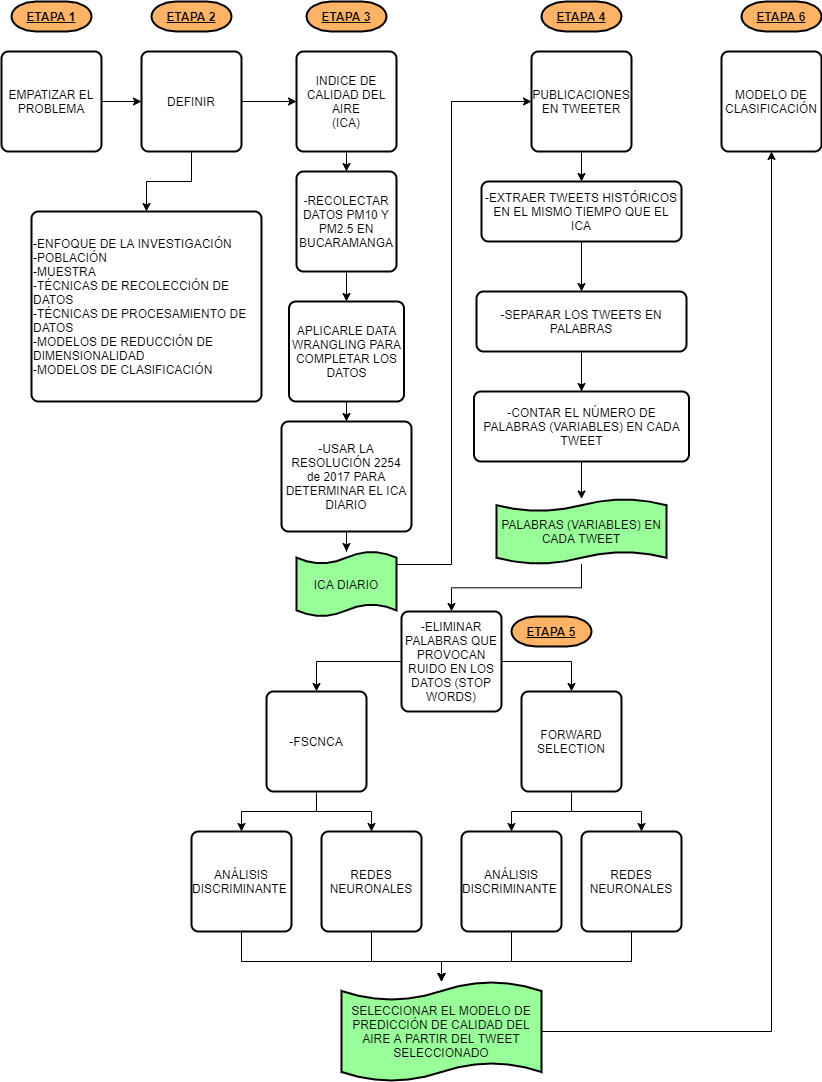 ETAPA 1
ETAPA 2
ETAPA 3
ETAPA 4
ETAPA 6
EMPATIZAR EL
PROBLEMA
DEFINIR
INDICE DE
CALIDAD DEL
AIRE
(ICA)
PUBLICACIONES
EN TWEETER
MODELO DE
CLASIFICACIÓN
-ENFOQUE DE LA INVESTIGACIÓN
-POBLACIÓN
-MUESTRA
-TÉCNICAS DE RECOLECCIÓN DE
DATOS
-TÉCNICAS DE PROCESAMIENTO DE
DATOS
-MODELOS DE REDUCCIÓN DE
DIMENSIONALIDAD
-MODELOS DE CLASIFICACIÓN
-RECOLECTAR
DATOS PM10 Y
PM2.5 EN
BUCARAMANGA
APLICARLE DATA
WRANGLING PARA
COMPLETAR LOS
DATOS
-USAR LA
RESOLUCIÓN 2254
de 2017 PARA
DETERMINAR EL ICA
DIARIO
ICA DIARIO
-EXTRAER TWEETS HISTÓRICOS
EN EL MISMO TIEMPO QUE EL
ICA
-SEPARAR LOS TWEETS EN
PALABRAS
-CONTAR EL NÚMERO DE
PALABRAS (VARIABLES) EN CADA
TWEET
PALABRAS (VARIABLES) EN
CADA TWEET
-ELIMINAR
PALABRAS QUE
PROVOCAN
RUIDO EN LOS
DATOS (STOP
WORDS)
ETAPA 5
-FSCNCA
FORWARD
SELECTION
ANÁLISIS
DISCRIMINANTE
REDES
NEURONALES
ANÁLISIS
DISCRIMINANTE
REDES
NEURONALES
SELECCIONAR EL MODELO DE
PREDICCIÓN DE CALIDAD DEL
AIRE A PARTIR DEL TWEET
SELECCIONADO